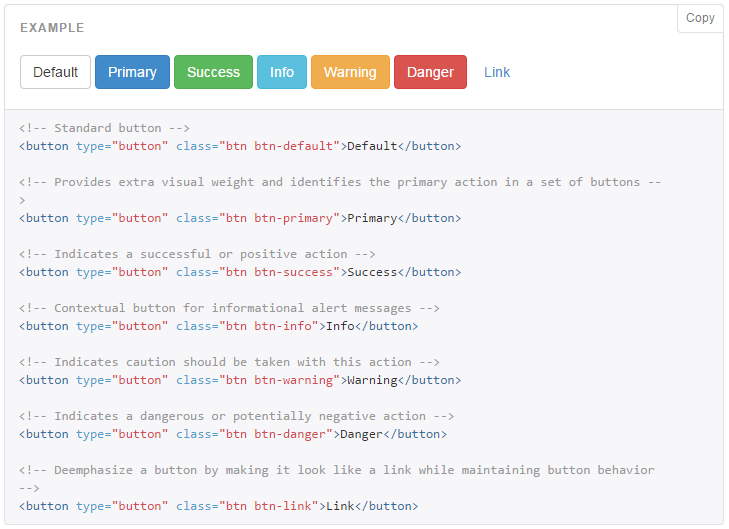 Copy
EXAMPLE
Default Primary Success Info Warning Danger Link
<!-- Standard button -->
<button type="button" class="btn btn-default">Default</button>
<!-- Provides extra visual weight and identifies the primary action in a set of buttons --
>
<button type="button" class="btn btn-primary">Primary</button>
<!-- Indicates a successful or positive action -->
<button type="button" class="btn btn-success">Success</button>
<!-- Contextual button for informational alert messages -->
<button type="button" class="btn btn-info">Info</button>
<!-- Indicates caution should be taken with this action -->
<button type="button" class="btn btn-warning">Warning</button>
<!-- Indicates a dangerous or potentially negative action -->
<button type="button" class="btn btn-danger">Danger</button>
<!-- Deemphasize a button by making it look like a link while maintaining button behavior
-->
<button type="button" class="btn btn-link">Link</button>